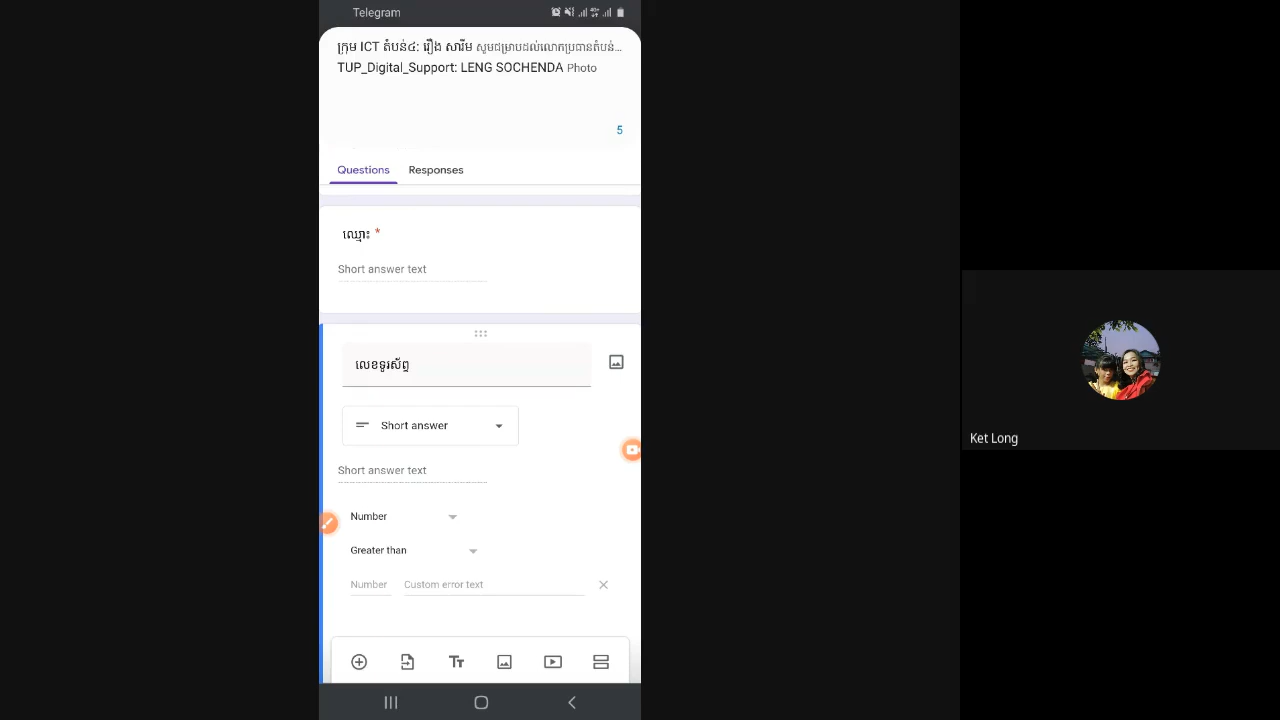 Telegram
ក្រុម ICT តំបន់៤: រឿង សារីម សូមជម្រាបដល់លោកប្រធានតំបន់...
TUP_Digital_Support: LENG SOCHENDA Photo
5
Questions Responses
ឈ្មោះ *
Short answer text
លេខទូរស័ព្ទ
Short answer
Short answer text
Number
Greater than
Number Custom error text
Ket Long